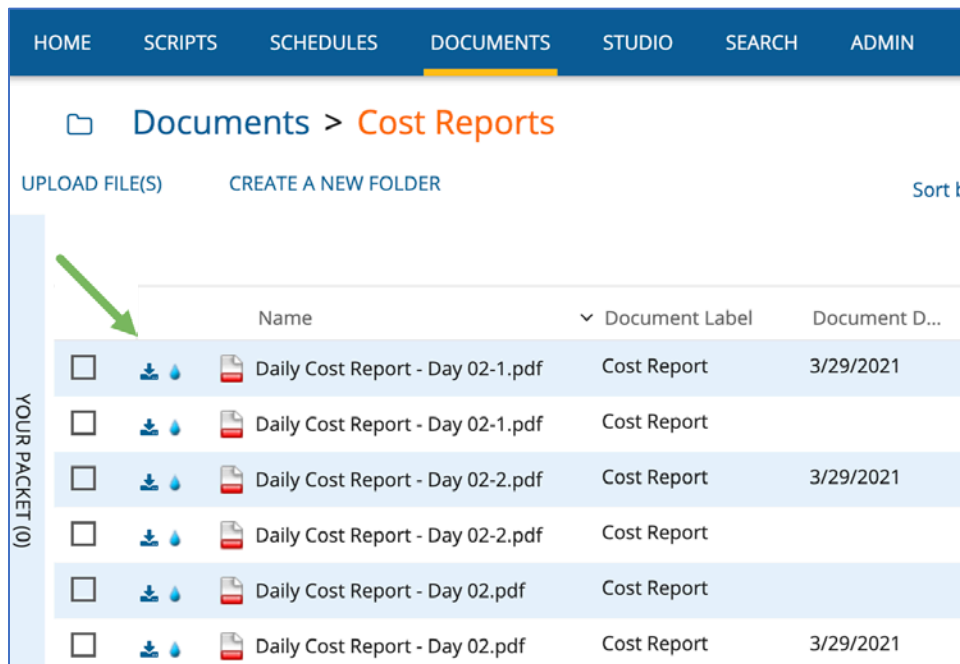 HOME SCRIPTS SCHEDULES DOCUMENTS STUDIO SEARCH ADMIN
Documents > Cost Reports
UPLOAD FILE(S) CREATE A NEW FOLDER Sort
YOUR PACKET (0)
Name Document Label Document D...
Daily Cost Report - Day 02-1.pdf Cost Report 3/29/2021
Daily Cost Report - Day 02-1.pdf Cost Report
Daily Cost Report - Day 02-2.pdf Cost Report 3/29/2021
Daily Cost Report - Day 02-2.pdf Cost Report
Daily Cost Report - Day 02.pdf Cost Report
Daily Cost Report - Day 02.pdf Cost Report 3/29/2021